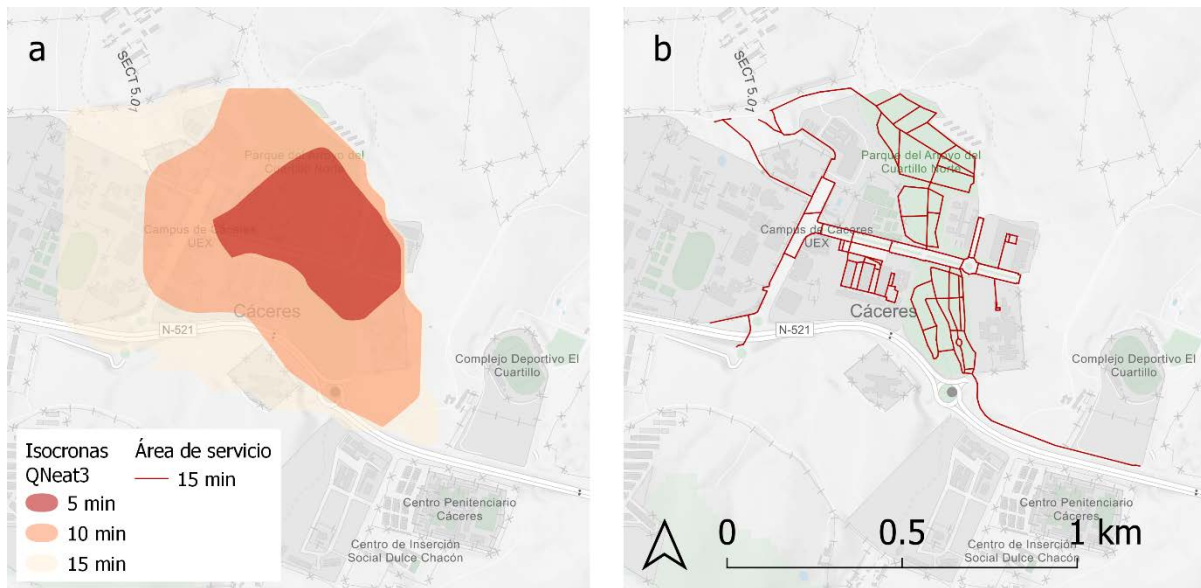 a
SECT 5.01
Parque del Arroyo del
Cuartillo Norte
Campus de Cáceres
UEX
Cáceres
N-521
Complejo Deportivo El
Cuartillo
Centro Penitenciario
Cáceres
Centro de Inserción
Social Dulce Chacón
Isocronas
QNeat3
5 min
10 min
15 min
Área de servicio
15 min
b
SECT 5.01
Parque del Arroyo del
Cuartillo Norte
Campus de Cáceres
UEX
Cáceres
N-521
Complejo Deportivo El
Cuartillo
Centro Penitenciario
Cáceres
Centro de Inserción
Social Dulce Chacón
0 0.5 1 km